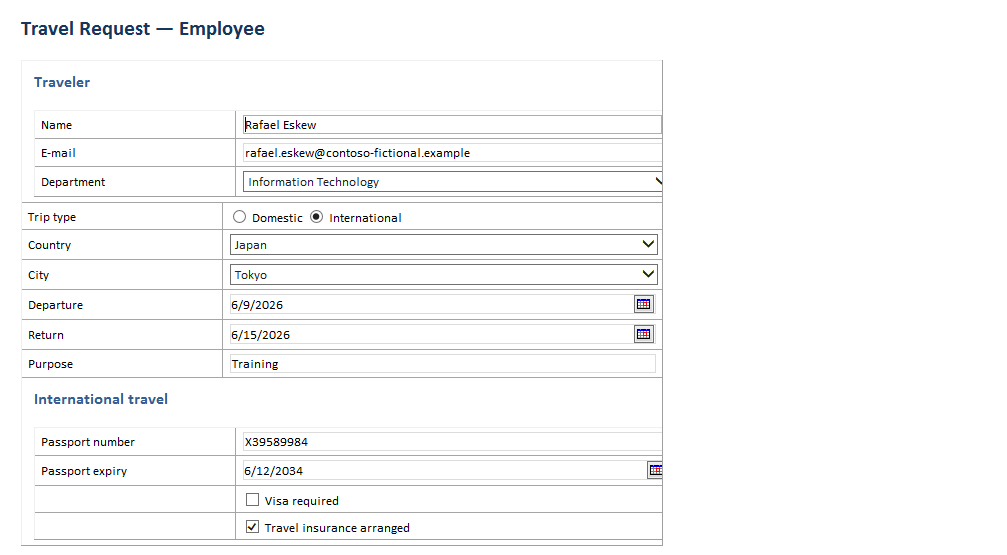 Travel Request — Employee
Traveler
Name Rafael Eskew
E-mail rafael.eskew@contoso-fictional.example
Department Information Technology
Trip type Domestic International
Country Japan
City Tokyo
Departure 6/9/2026
Return 6/15/2026
Purpose Training
International travel
Passport number X39589984
Passport expiry 6/12/2034
Visa required
Travel insurance arranged